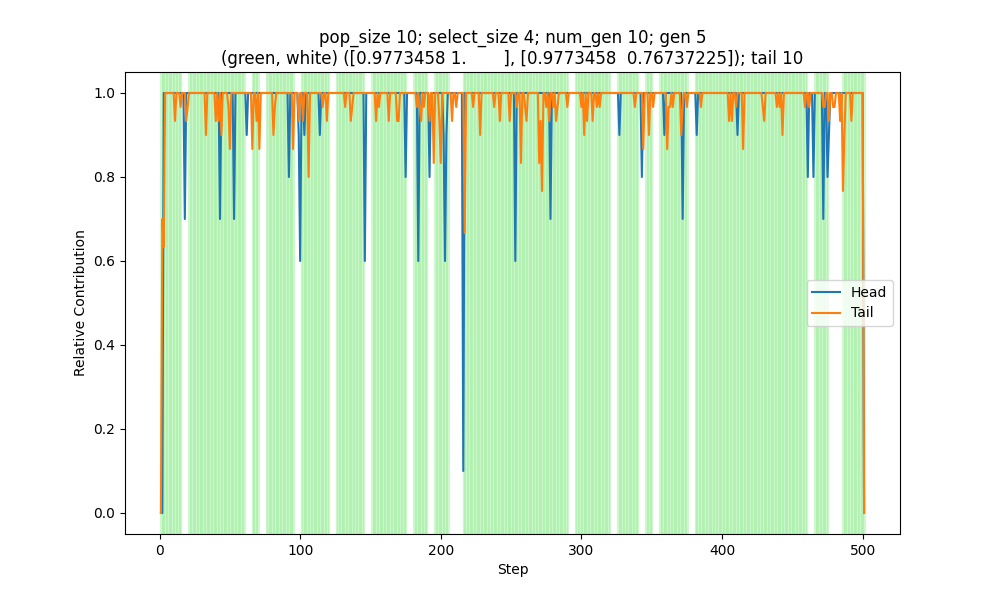 pop_size 10; select_size 4; num_gen 10; gen 5
(green, white) ([0.9773458 1.       ], [0.9773458  0.76737225]); tail 10
1.0
0.8
0.6
0.4
0.2
0.0
Relative Contribution
Head
Tail
0
100
200
300
400
500
Step